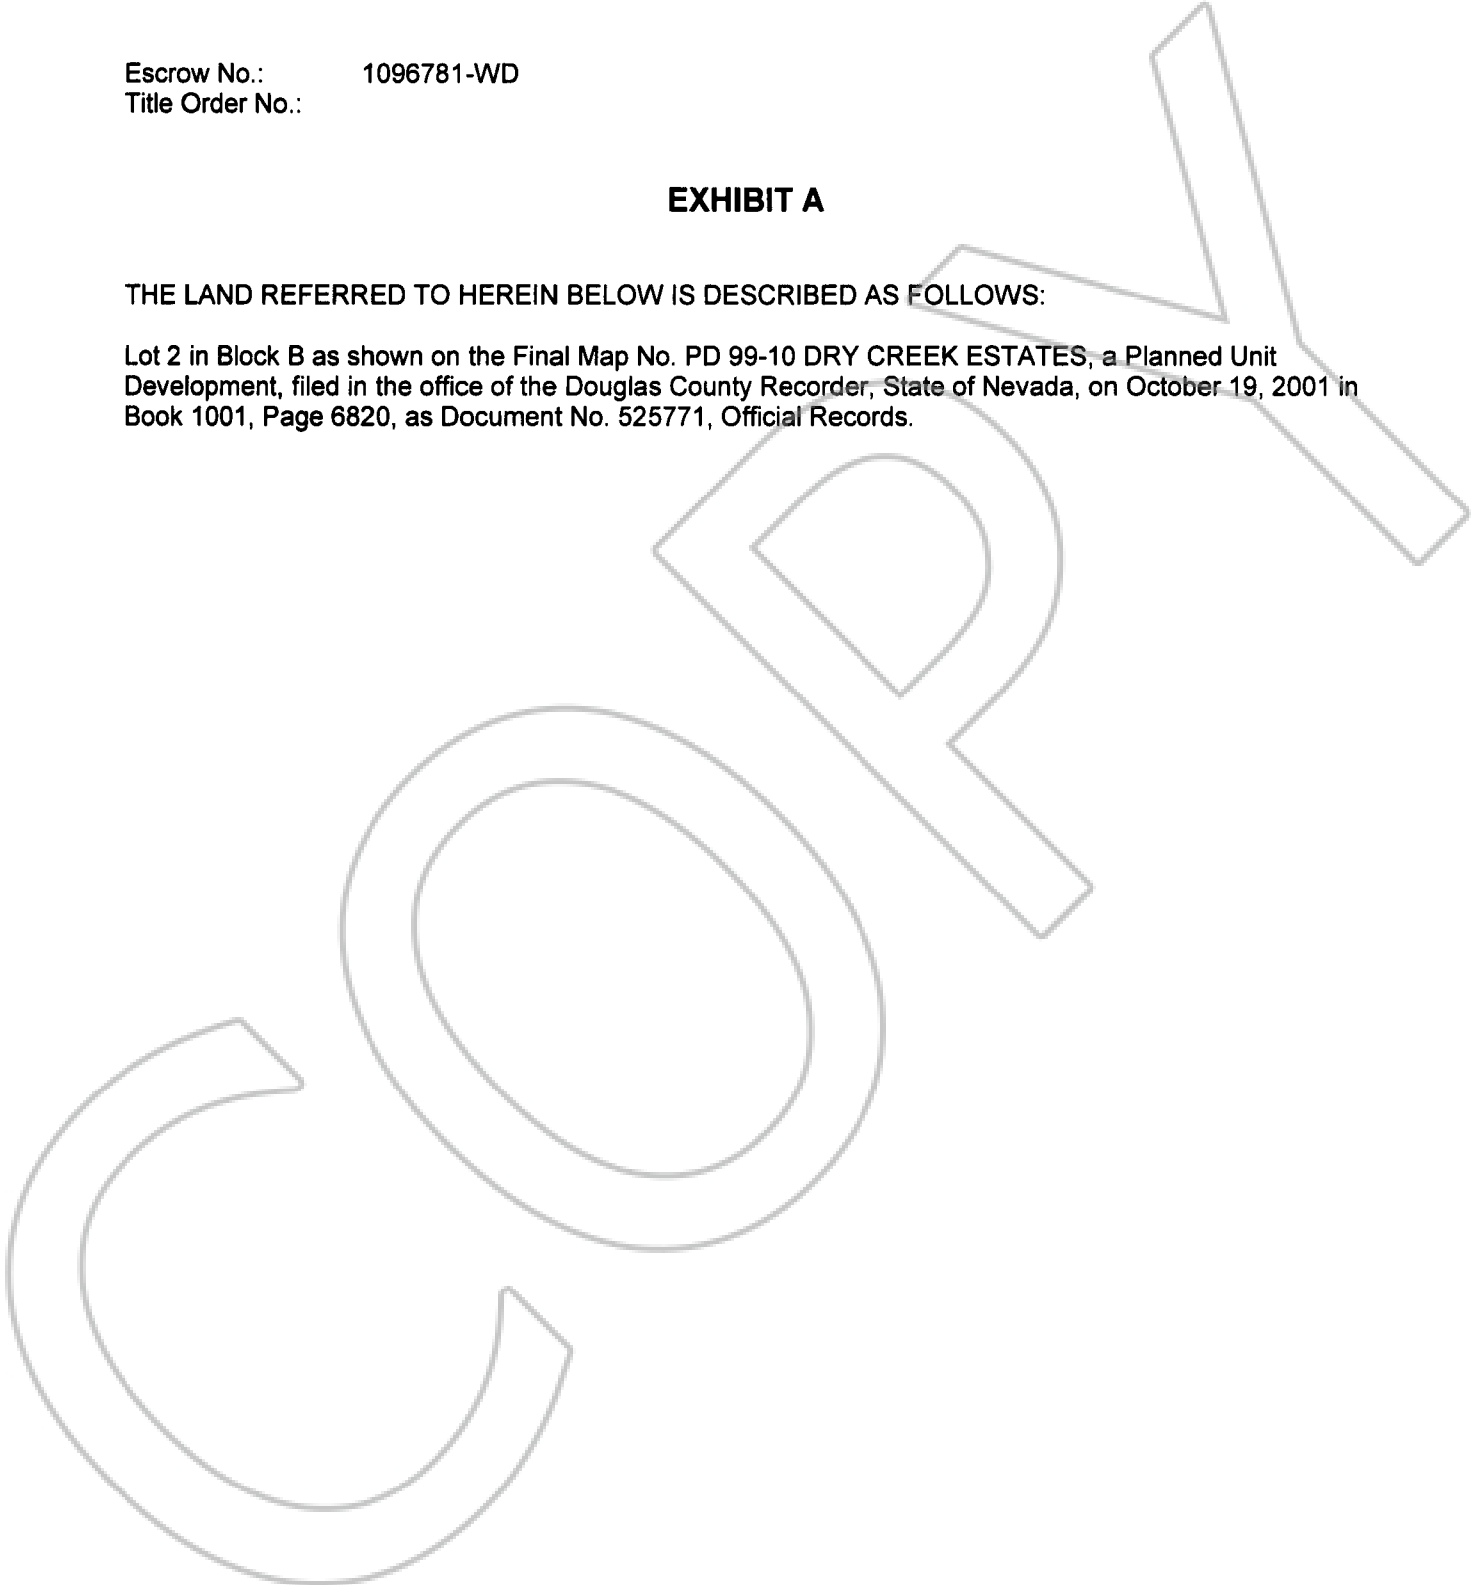 Escrow No.: 1096781-WD
Title Order No.:
EXHIBIT A
THE LAND REFERRED TO HEREIN BELOW IS DESCRIBED AS FOLLOWS:
Lot 2 in Block B as shown on the Final Map No. PD 99-10 DRY CREEK ESTATES, a Planned Unit
Development, filed in the office of the Douglas County Recorder, State of Nevada, on October 19, 2001 in
Book 1001, Page 6820, as Document No. 525771, Official Records.
COPY